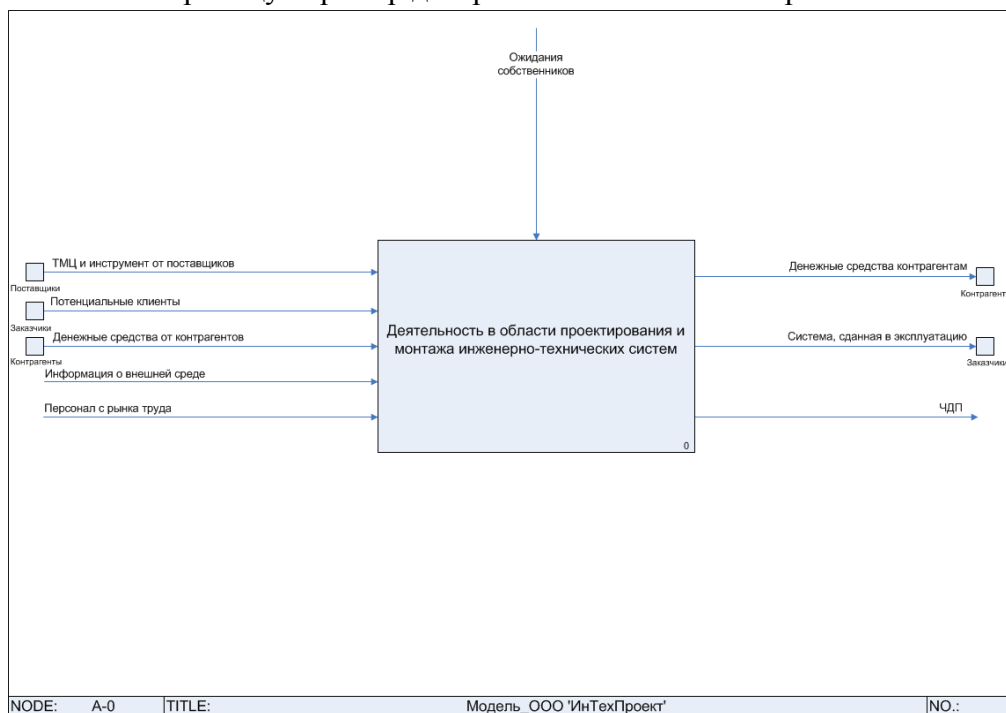 Ожидания
собственников
ТМЦ и инструмент от поставщиков
Поставщики
Потенциальные клиенты
Заказчики
Денежные средства от контрагентов
Контрагенты
Информация о внешней среде
Персонал с рынка труда
Деятельность в области проектирования и
монтажа инженерно-технических систем
0
Денежные средства контрагентам
Контрагент
Система, сданная в эксплуатацию
Заказчики
ЧДП
NODE: A-0 TITLE: Модель_ООО 'ИнТехПроект' NO.: